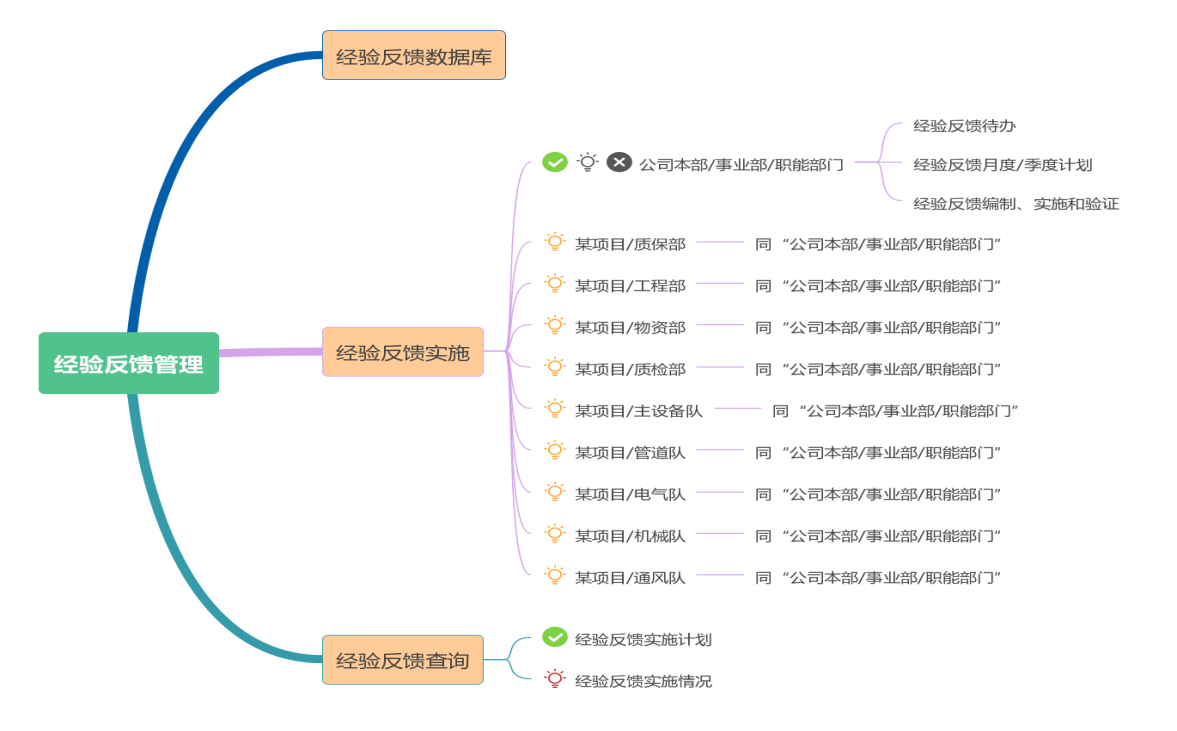 经验反馈数据库
经验反馈待办
公司本部/事业部/职能部门
经验反馈月度/季度计划
经验反馈编制、实施和验证
某项目/质保部 同“公司本部/事业部/职能部门”
某项目/工程部 同“公司本部/事业部/职能部门”
某项目/物资部 同“公司本部/事业部/职能部门”
经验反馈管理
经验反馈实施
某项目/质检部 同“公司本部/事业部/职能部门”
某项目/主设备队 同“公司本部/事业部/职能部门”
某项目/管道队 同“公司本部/事业部/职能部门”
某项目/电气队 同“公司本部/事业部/职能部门”
某项目/机械队 同“公司本部/事业部/职能部门”
某项目/通风队 同“公司本部/事业部/职能部门”
经验反馈查询
经验反馈实施计划
经验反馈实施情况